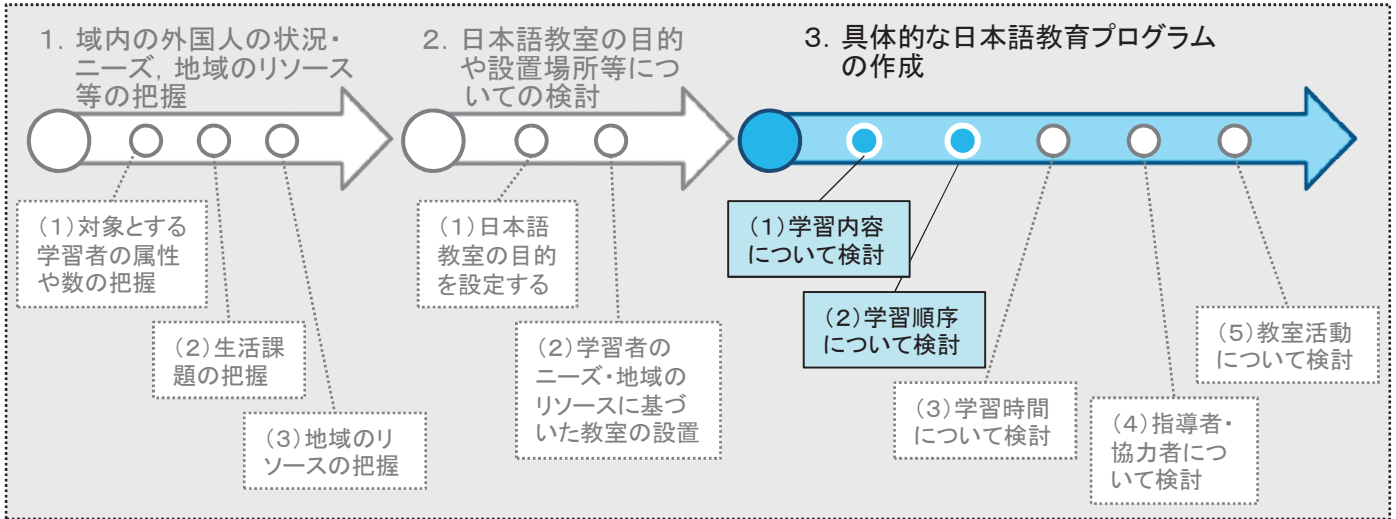 1. 域内の外国人の状況・
ニーズ, 地域のリソース
等の把握
2. 日本語教室の目的
や設置場所等につ
いての検討
3. 具体的な日本語教育プログラム
の作成
(1)対象とする
学習者の属性
や数の把握
(2)生活課
題の把握
(3)地域のリ
ソースの把握
(1)日本語
教室の目的
を設定する
(2)学習者の
ニーズ・地域の
リソースに基づ
いた教室の設置
(1)学習内容
について検討
(2)学習順序
について検討
(3)学習時間
について検討
(4)指導者・
協力者につ
いて検討
(5)教室活動
について検討